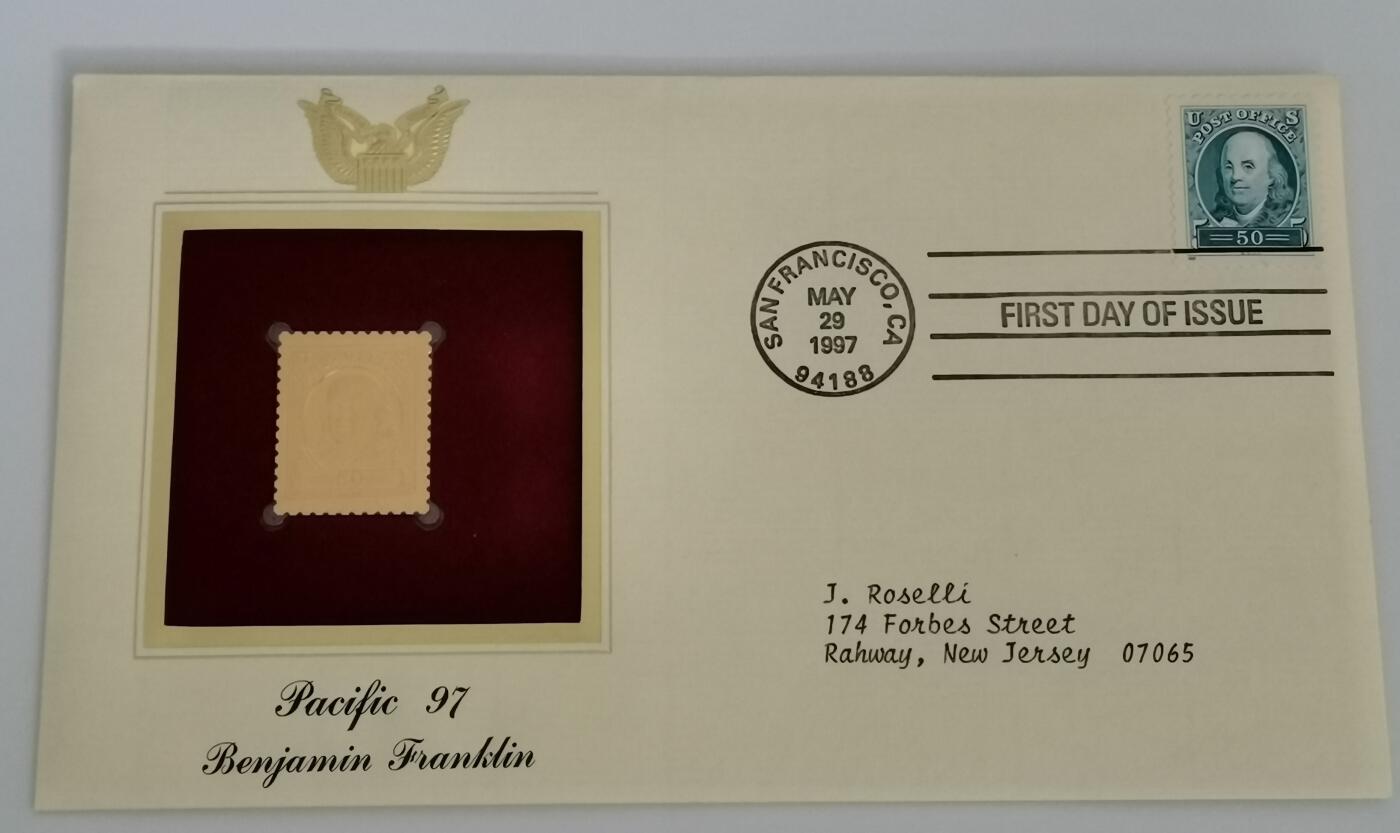 U S
POST OFFICE
50
SAN FRANCISCO, CA
MAY
29
1997
94188
FIRST DAY OF ISSUE
J. Roselli
174 Forbes Street
Rahway, New Jersey 07065
Pacific 97
Benjamin Franklin